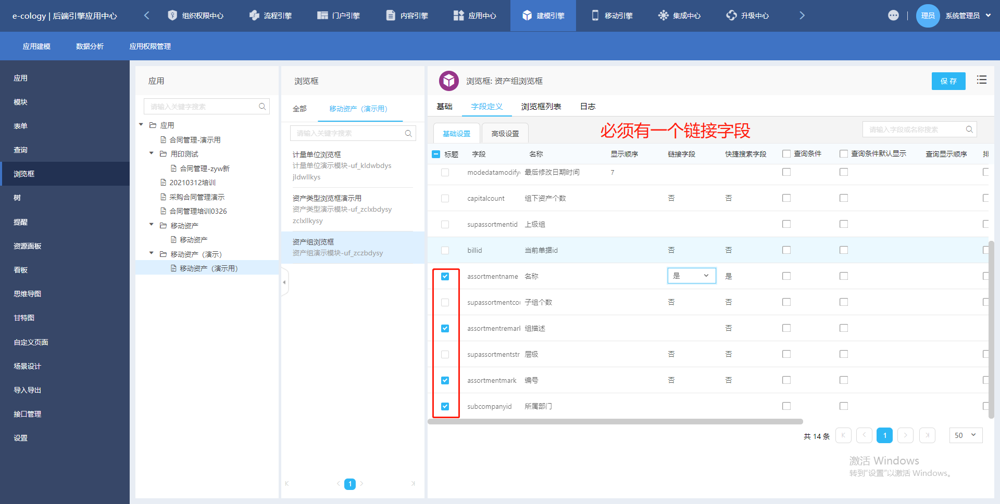 e-cology | 后端引擎应用中心
组织权限中心
流程引擎
门户引擎
内容引擎
应用中心
建模引擎
移动引擎
集成中心
升级中心
理员
系统管理员
应用建模
数据分析
应用权限管理
应用
模块
表单
查询
浏览框
树
提醒
资源面板
看板
思维导图
甘特图
自定义页面
场景设计
导入导出
接口管理
设置
应用
请输入关键字搜索
应用
合同管理-演示用
用印测试
合同管理-zyw新
20210312培训
采购合同管理演示
合同管理培训0326
移动资产
移动资产
移动资产（演示）
移动资产（演示用）
浏览框
全部
移动资产（演示用）
请输入关键字搜索
计量单位浏览框
计量单位演示模块-uf_kldwbdys
jldwllkys
资产类型浏览框演示用
资产类型演示模块-uf_zclxbdysy
zclxllkysy
资产组浏览框
资产组演示模块-uf_zczbdysy
1
浏览框: 资产组浏览框
保存
基础
字段定义
浏览框列表
日志
基础设置
高级设置
必须有一个链接字段
请输入字段或名称搜索
标题 字段 名称 显示顺序 链接字段 快捷搜索字段 查询条件 查询条件默认显示 查询显示顺序 排
modedatamodify 最后修改日期时间 7
capitalcount 组下资产个数 否 否
supassortmentid 上级组
billid 当前单据id 否 否
assortmentname 名称 是 是
supassortmentcou 子组个数 否 否
assortmentremark 组描述 否
supassortmentstr 层级 否 否
assortmentmark 编号 否 否
subcompanyid 所属部门
共 14 条
1
50
激活 Windows
转到"设置"以激活 Windows。